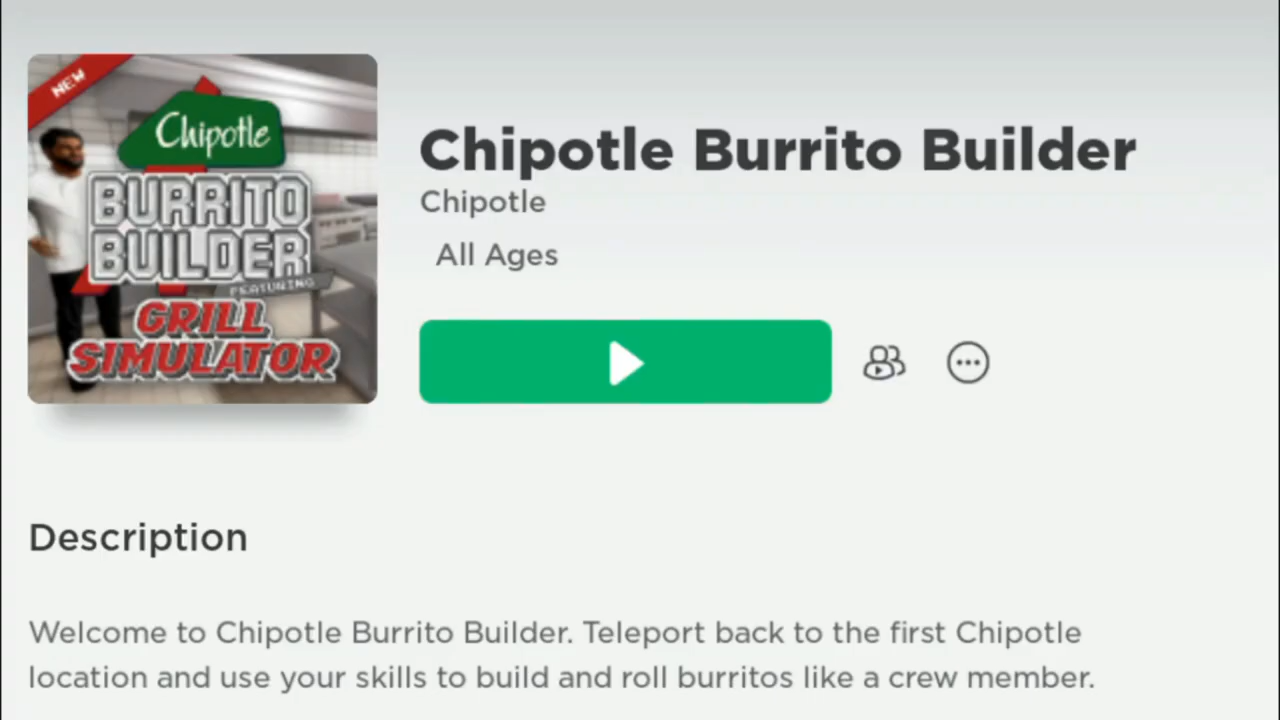 NEW
Chipotle
BURRITO
BUILDER
FEATURING
GRILL
SIMULATOR
Chipotle Burrito Builder
Chipotle
All Ages
Description
Welcome to Chipotle Burrito Builder. Teleport back to the first Chipotle
location and use your skills to build and roll burritos like a crew member.